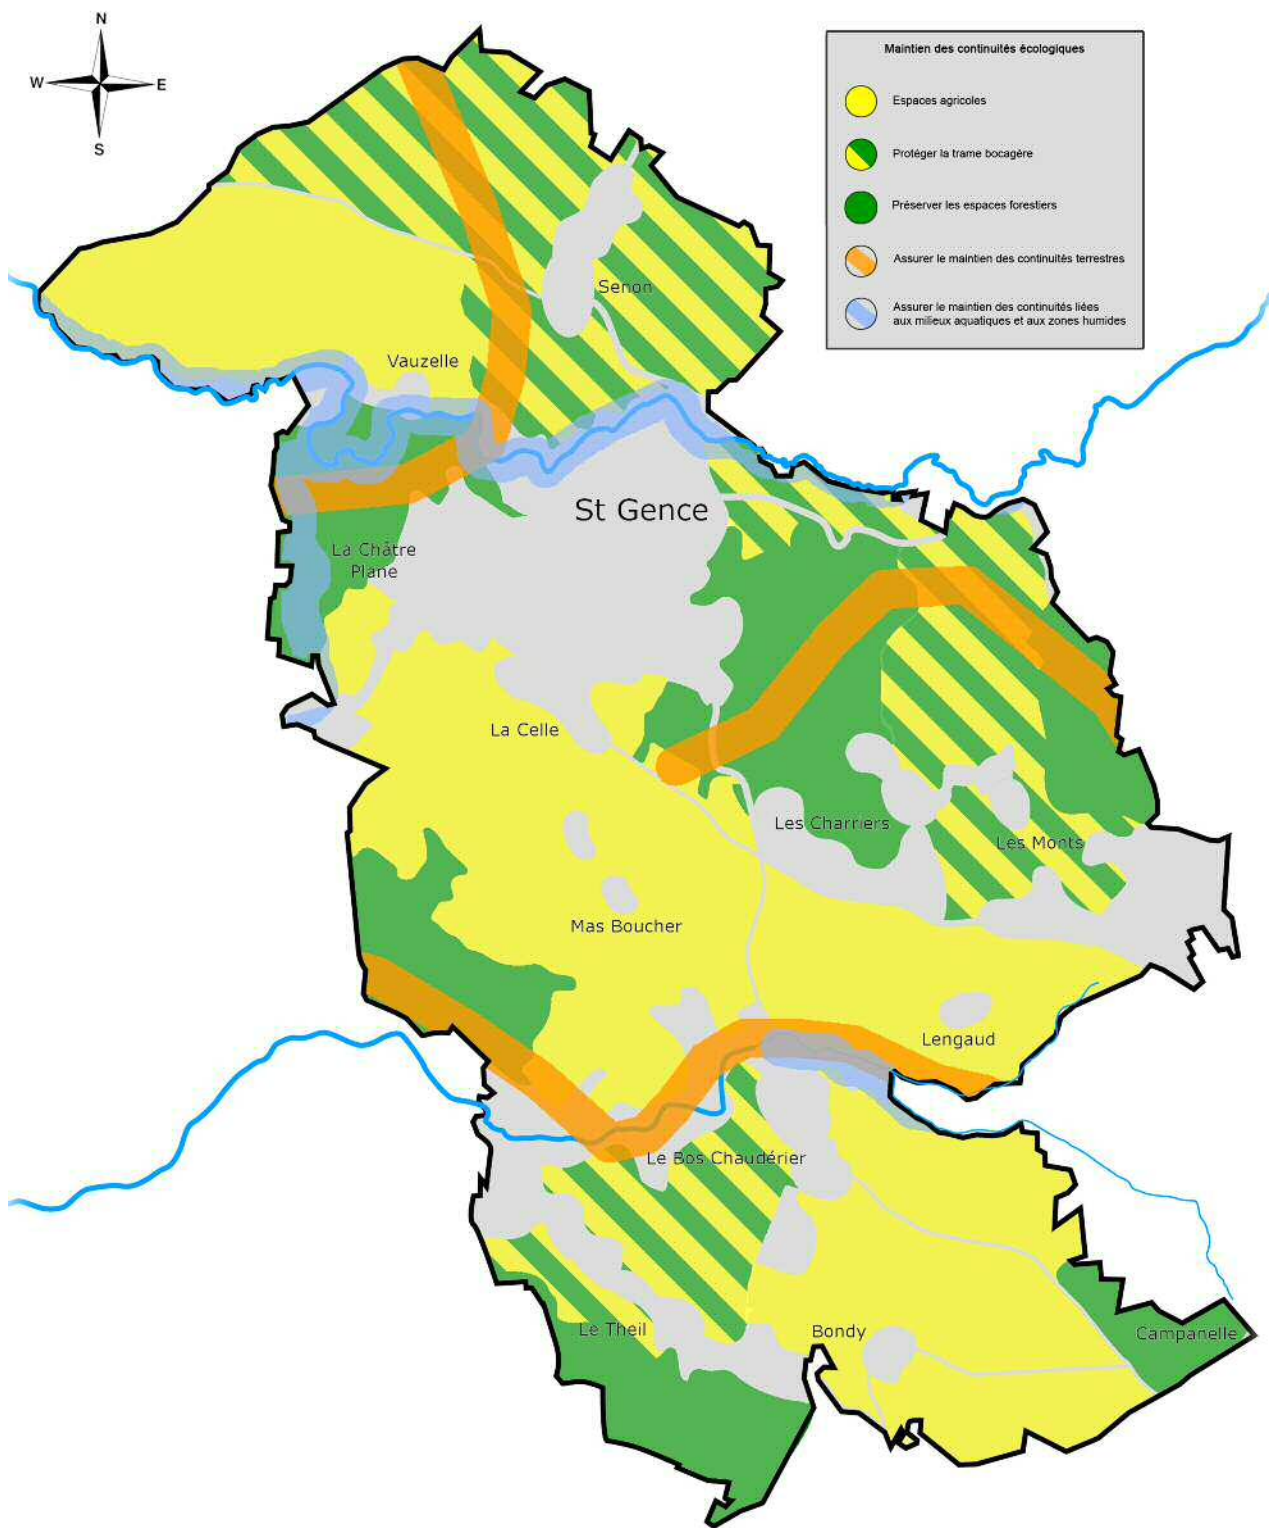 N
W
E
S
Maintien des continuités écologiques
Espaces agricoles
Protéger la trame bocagère
Préserver les espaces forestiers
Assurer le maintien des continuités terrestres
Assurer le maintien des continuités liées
aux milieux aquatiques et aux zones humides
Senon
Vauzelle
St Gence
La Châtre
Plane
La Celle
Les Charriers
Les Monts
Mas Boucher
Lengaud
Le Bos Chaudérier
Le Theil
Bondy
Campanelle